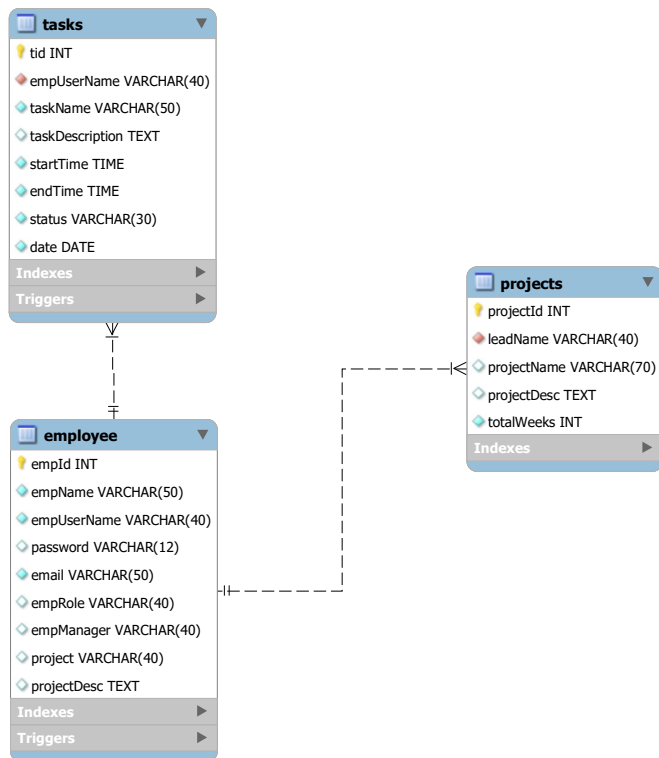 tasks
tid INT
empUserName VARCHAR(40)
taskName VARCHAR(50)
taskDescription TEXT
startTime TIME
endTime TIME
status VARCHAR(30)
date DATE
Indexes
Triggers
projects
projectId INT
leadName VARCHAR(40)
projectName VARCHAR(70)
projectDesc TEXT
totalWeeks INT
Indexes
employee
empId INT
empName VARCHAR(50)
empUserName VARCHAR(40)
password VARCHAR(12)
email VARCHAR(50)
empRole VARCHAR(40)
empManager VARCHAR(40)
project VARCHAR(40)
projectDesc TEXT
Indexes
Triggers